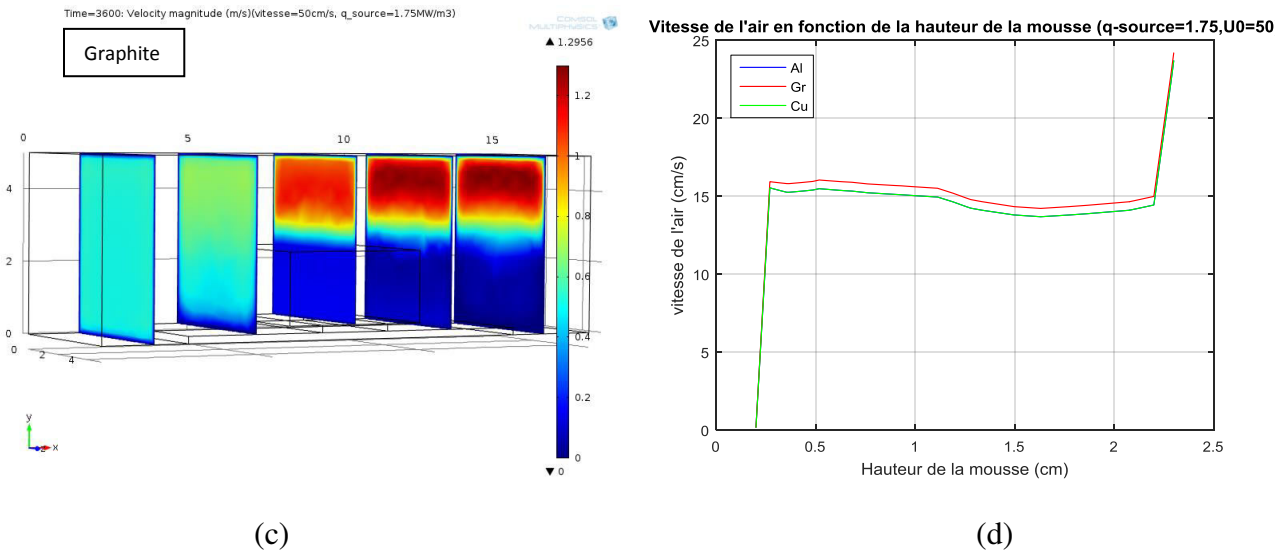 Time=3600: Velocity magnitude (m/s)(vitesse=50cm/s, q_source=1.75MW/m3)
COMSOL
MULTIPHYSICS
Graphite
▲ 1.2956
1.2
1
0.8
0.6
0.4
0.2
0
▼ 0
0
5
10
15
4
2
0
0
2
4
y
x
z
(c)
Vitesse de l'air en fonction de la hauteur de la mousse (q-source=1.75,U0=50
Al
Gr
Cu
25
20
15
10
5
0
vitesse de l'air (cm/s)
0
0.5
1
1.5
2
2.5
Hauteur de la mousse (cm)
(d)